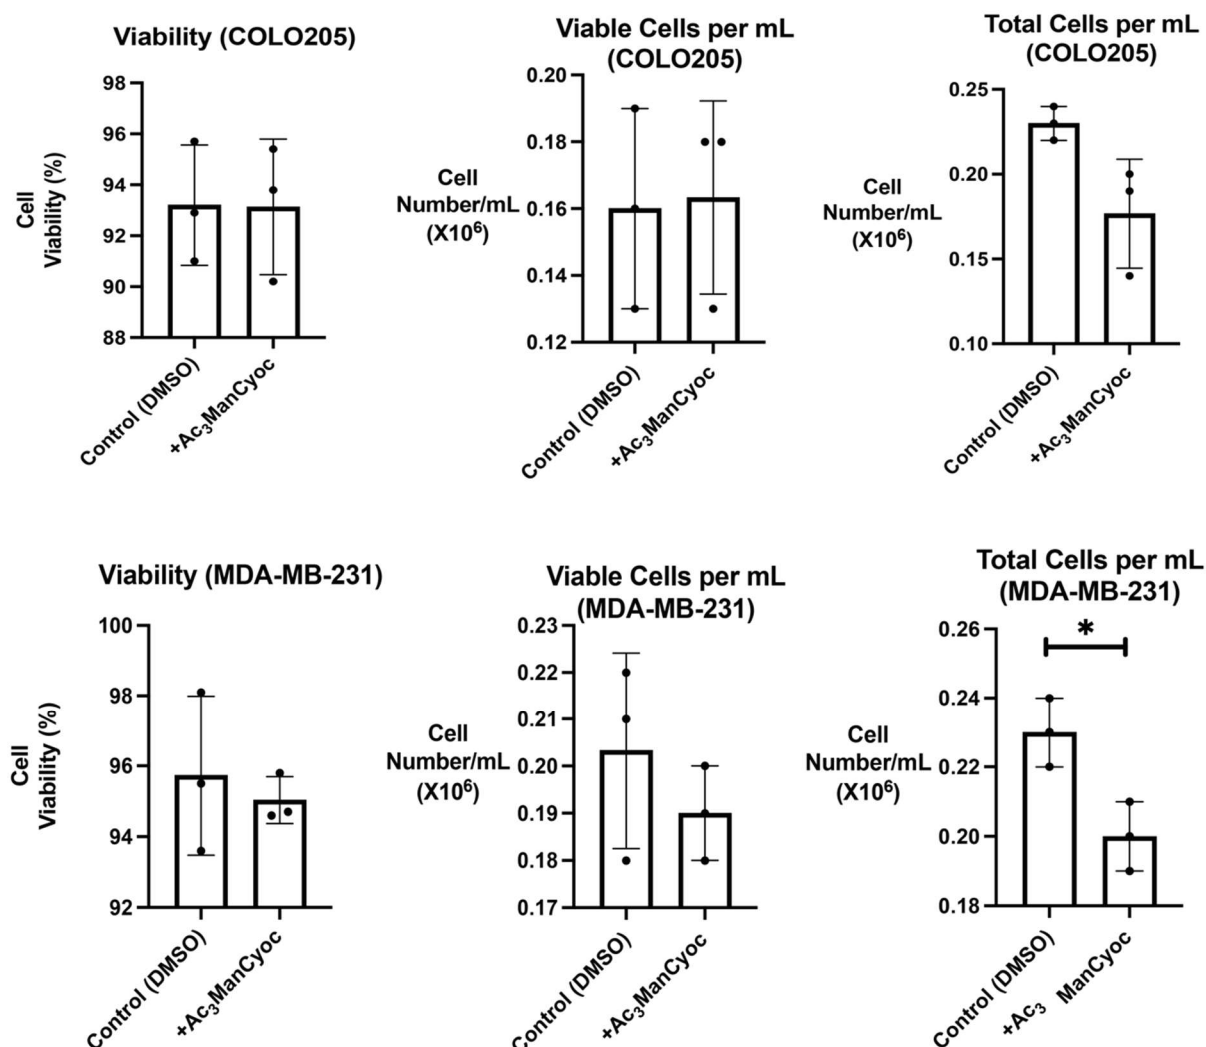 Viability (COLO205)
98
96
94
92
90
88
Cell
Viability (%)
Control (DMSO)
+Ac₃ManCyoc
Viable Cells per mL
(COLO205)
0.20
0.18
0.16
0.14
0.12
Cell
Number/mL
(X10⁶)
Control (DMSO)
+Ac₃ManCyoc
Total Cells per mL
(COLO205)
0.25
0.20
0.15
0.10
Cell
Number/mL
(X10⁶)
Control (DMSO)
+Ac₃ManCyoc
Viability (MDA-MB-231)
100
98
96
94
92
Cell
Viability (%)
Control (DMSO)
+Ac₃ManCyoc
Viable Cells per mL
(MDA-MB-231)
0.23
0.22
0.21
0.20
0.19
0.18
0.17
Cell
Number/mL
(X10⁶)
Control (DMSO)
+Ac₃ManCyoc
Total Cells per mL
(MDA-MB-231)
*
0.26
0.24
0.22
0.20
0.18
Cell
Number/mL
(X10⁶)
Control (DMSO)
+Ac₃ ManCyoc